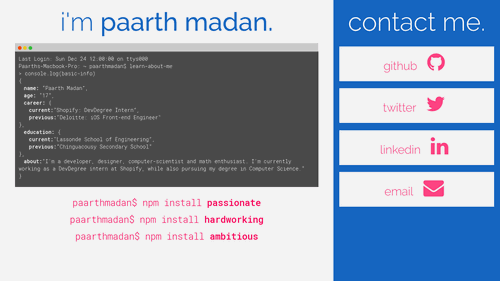 i'm paarth madan.
Last Login: Sun Dec 24 12:00:00 on ttys000
Paarths-Macbook-Pro: ~ paarthmadan$ learn-about-me
> console.log(basic-info)
{
name: "Paarth Madan",
age: "17",
career: {
current:"Shopify: DevDegree Intern",
previous:"Deloitte: iOS Front-end Engineer"
},
education: {
current:"Lassonde School of Engineering",
previous:"Chinguacousy Secondary School"
},
about:"I'm a developer, designer, computer-scientist and math enthusiast. I'm currently
working as a DevDegree intern at Shopify, while also pursuing my degree in Computer Science."
}
paarthmadan$ npm install passionate
paarthmadan$ npm install hardworking
paarthmadan$ npm install ambitious
contact me.
github
twitter
linkedin
email